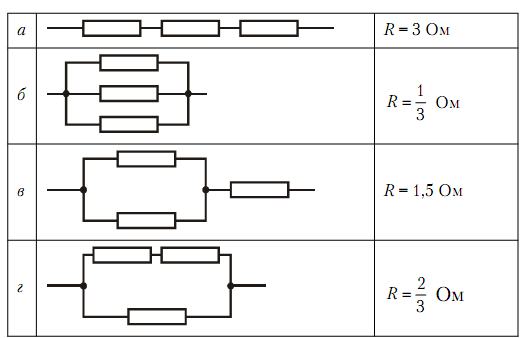 а R = 3 Ом
б R = 1/3 Ом
в R = 1,5 Ом
г R = 2/3 Ом